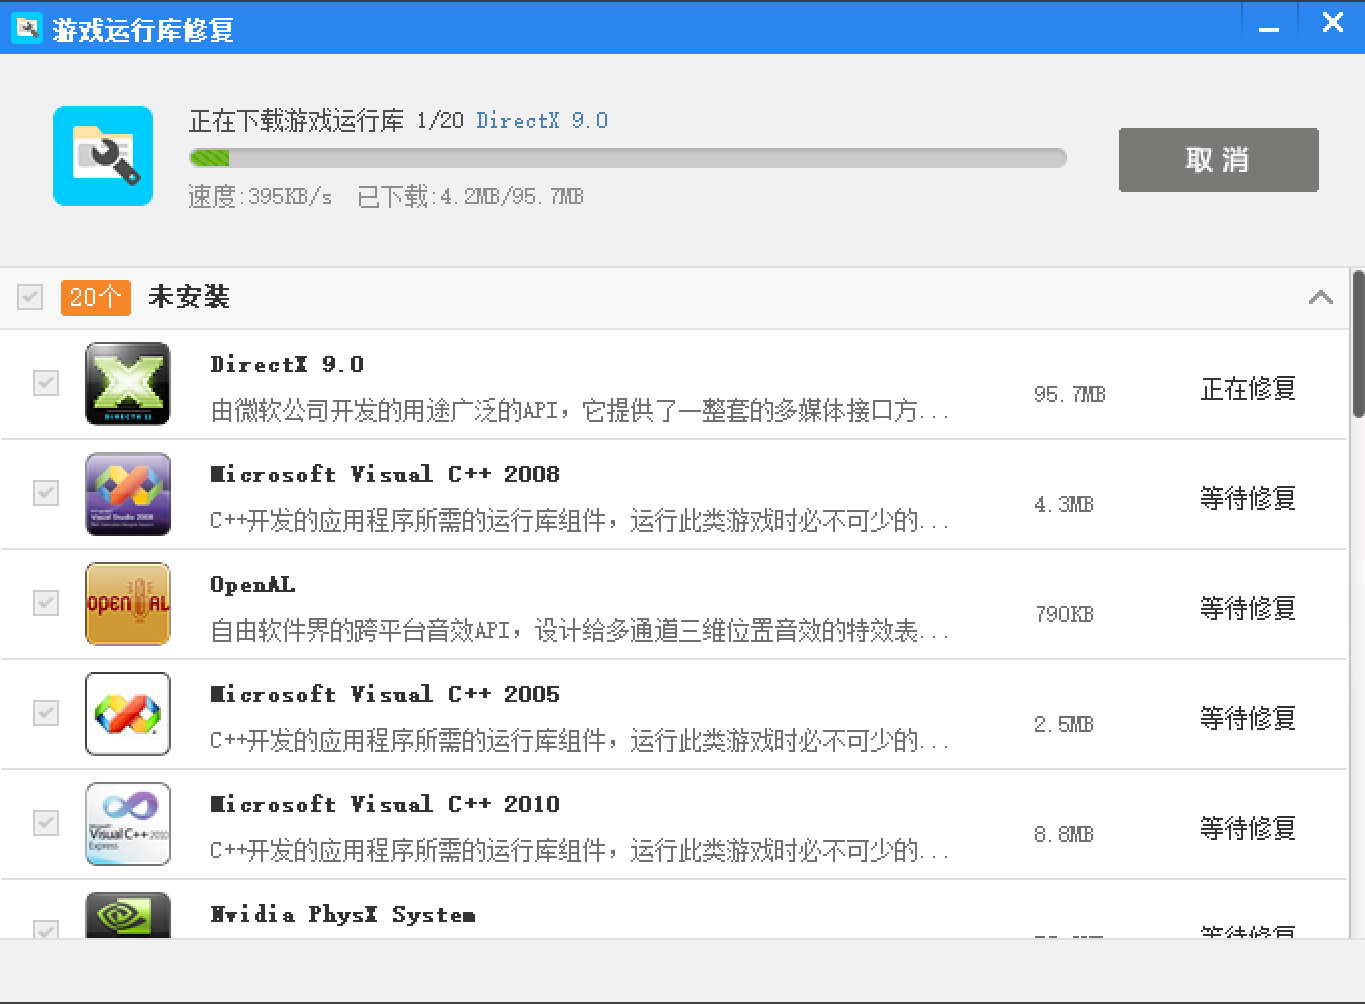 游戏运行库修复
正在下载游戏运行库 1/20 DirectX 9.0
取 消
速度:395KB/s 已下载:4.2MB/95.7MB
20个 未安装
DirectX 9.0
由微软公司开发的用途广泛的API，它提供了一整套的多媒体接口方...
95.7MB
正在修复
Microsoft Visual C++ 2008
C++开发的应用程序所需的运行库组件，运行此类游戏时必不可少的...
4.3MB
等待修复
OPENAL
OpenAL
自由软件界的跨平台音效API，设计给多通道三维位置音效的特效表...
790KB
等待修复
Microsoft Visual C++ 2005
C++开发的应用程序所需的运行库组件，运行此类游戏时必不可少的...
2.5MB
等待修复
Visual C++ 2010
Express
Microsoft Visual C++ 2010
C++开发的应用程序所需的运行库组件，运行此类游戏时必不可少的...
8.8MB
等待修复
Nvidia PhysX System
等待修复